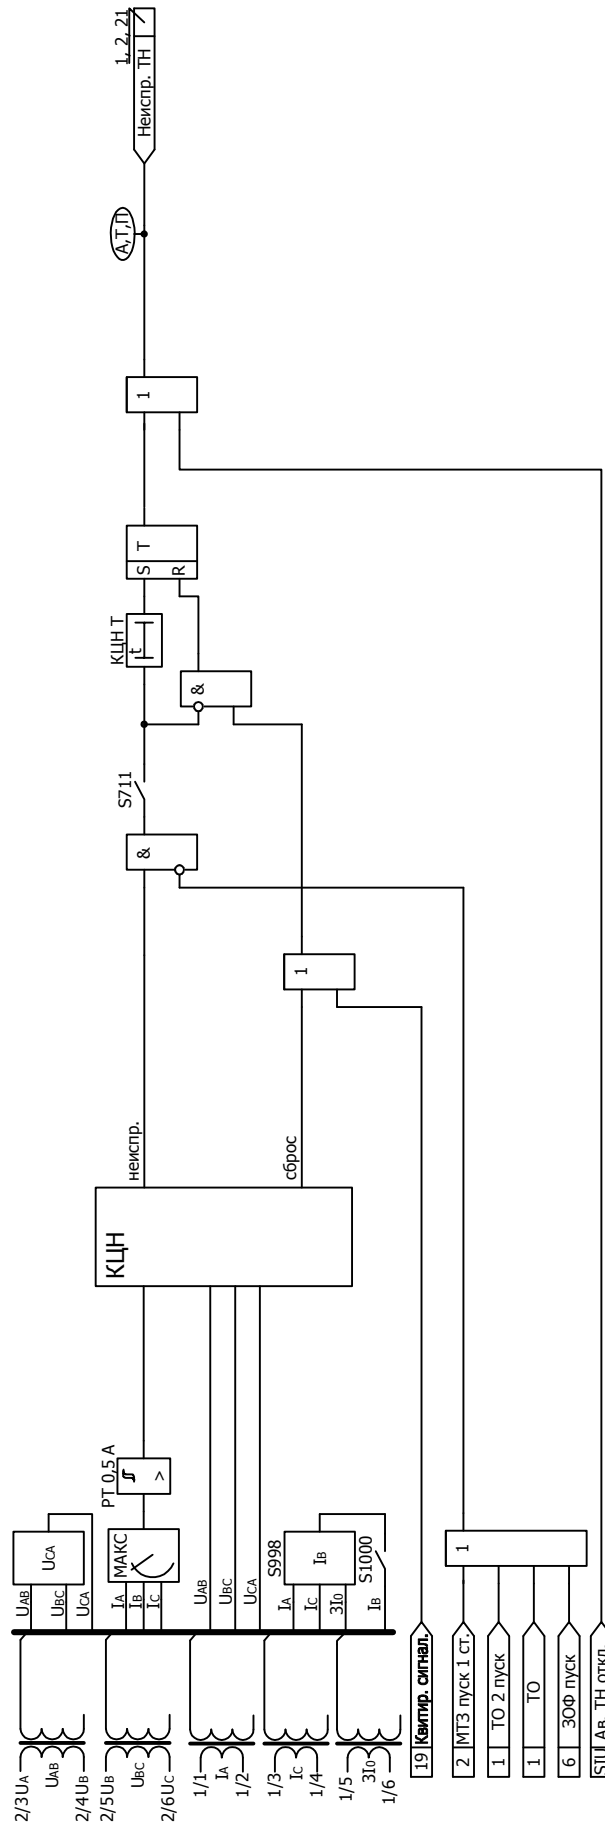 1, 2, 21
Неиспр. ТН
А,Т,П
1
S T
R
КЦН Т
t
&
S711
&
1
неиспр.
сброс
КЦН
РТ 0,5 А
>
МАКС
UCA
UAB
UBC
UCA
IA
IB
IC
UAB
UBC
UCA
S998
IB
IA
IC
3I0
S1000
IB
2/3 UA
UAB
2/4 UB
2/5 UB
UBC
2/6 UC
1/1
IA
1/2
1/3
IC
1/4
1/5
3I0
1/6
19 Квитир. сигнал.
1
2 МТЗ пуск 1 ст.
1 ТО 2 пуск
1 ТО
6 ЗОФ пуск
Ав. ТН откл.